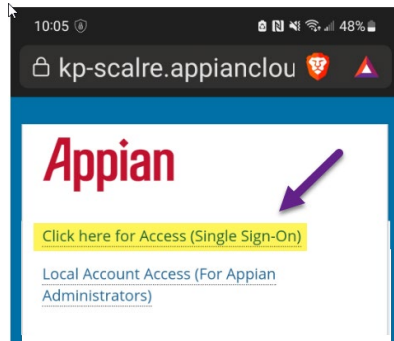 10:05 48%
kp-scalre.appianclou
Appian
Click here for Access (Single Sign-On)
Local Account Access (For Appian
Administrators)